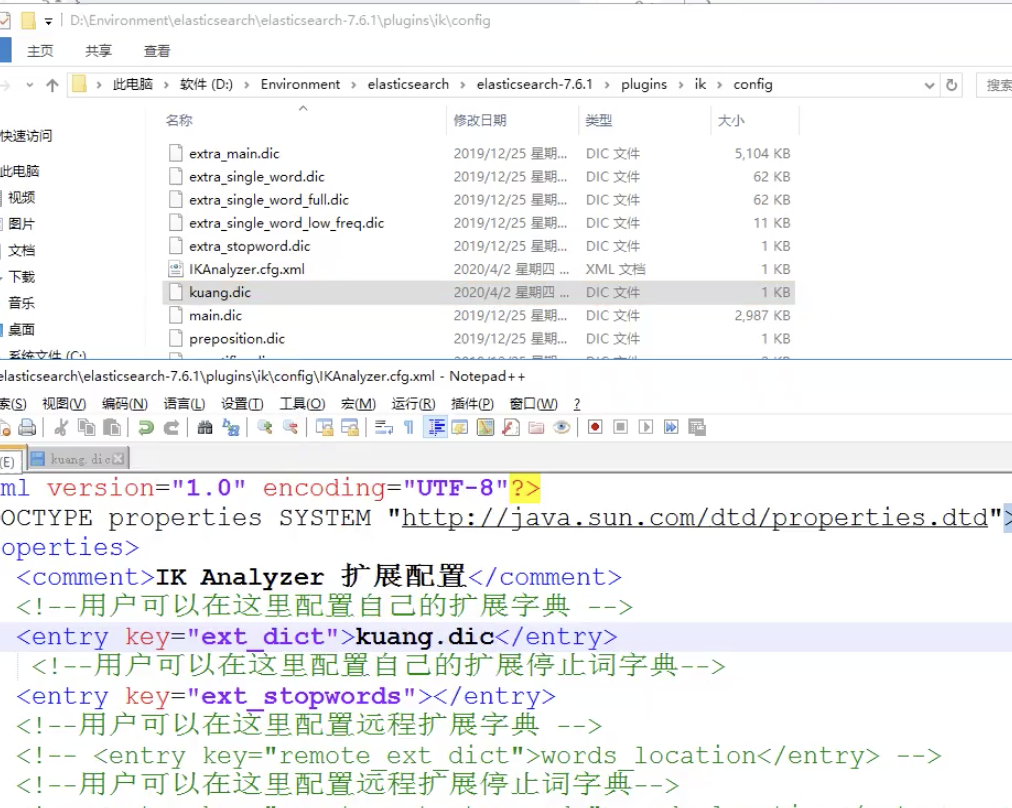 D:\Environment\elasticsearch\elasticsearch-7.6.1\plugins\ik\config
主页 共享 查看
此电脑 › 软件 (D:) › Environment › elasticsearch › elasticsearch-7.6.1 › plugins › ik › config 搜索
名称 修改日期 类型 大小
快速访问
此电脑
视频
图片
文档
下载
音乐
桌面
系统文件 (C:)
extra_main.dic 2019/12/25 星期... DIC 文件 5,104 KB
extra_single_word.dic 2019/12/25 星期... DIC 文件 62 KB
extra_single_word_full.dic 2019/12/25 星期... DIC 文件 62 KB
extra_single_word_low_freq.dic 2019/12/25 星期... DIC 文件 11 KB
extra_stopword.dic 2019/12/25 星期... DIC 文件 1 KB
IKAnalyzer.cfg.xml 2020/4/2 星期四 ... XML 文档 1 KB
kuang.dic 2020/4/2 星期四 ... DIC 文件 1 KB
main.dic 2019/12/25 星期... DIC 文件 2,987 KB
preposition.dic 2019/12/25 星期... DIC 文件 1 KB
elasticsearch\elasticsearch-7.6.1\plugins\ik\config\IKAnalyzer.cfg.xml - Notepad++
索(S) 视图(V) 编码(N) 语言(L) 设置(T) 工具(O) 宏(M) 运行(R) 插件(P) 窗口(W) ?
(E) kuang.dic
ml version="1.0" encoding="UTF-8"?>
OCTYPE properties SYSTEM "http://java.sun.com/dtd/properties.dtd">
operties>
<comment>IK Analyzer 扩展配置</comment>
<!--用户可以在这里配置自己的扩展字典 -->
<entry key="ext_dict">kuang.dic</entry>
<!--用户可以在这里配置自己的扩展停止词字典-->
<entry key="ext_stopwords"></entry>
<!--用户可以在这里配置远程扩展字典 -->
<!-- <entry key="remote_ext_dict">words_location</entry> -->
<!--用户可以在这里配置远程扩展停止词字典-->